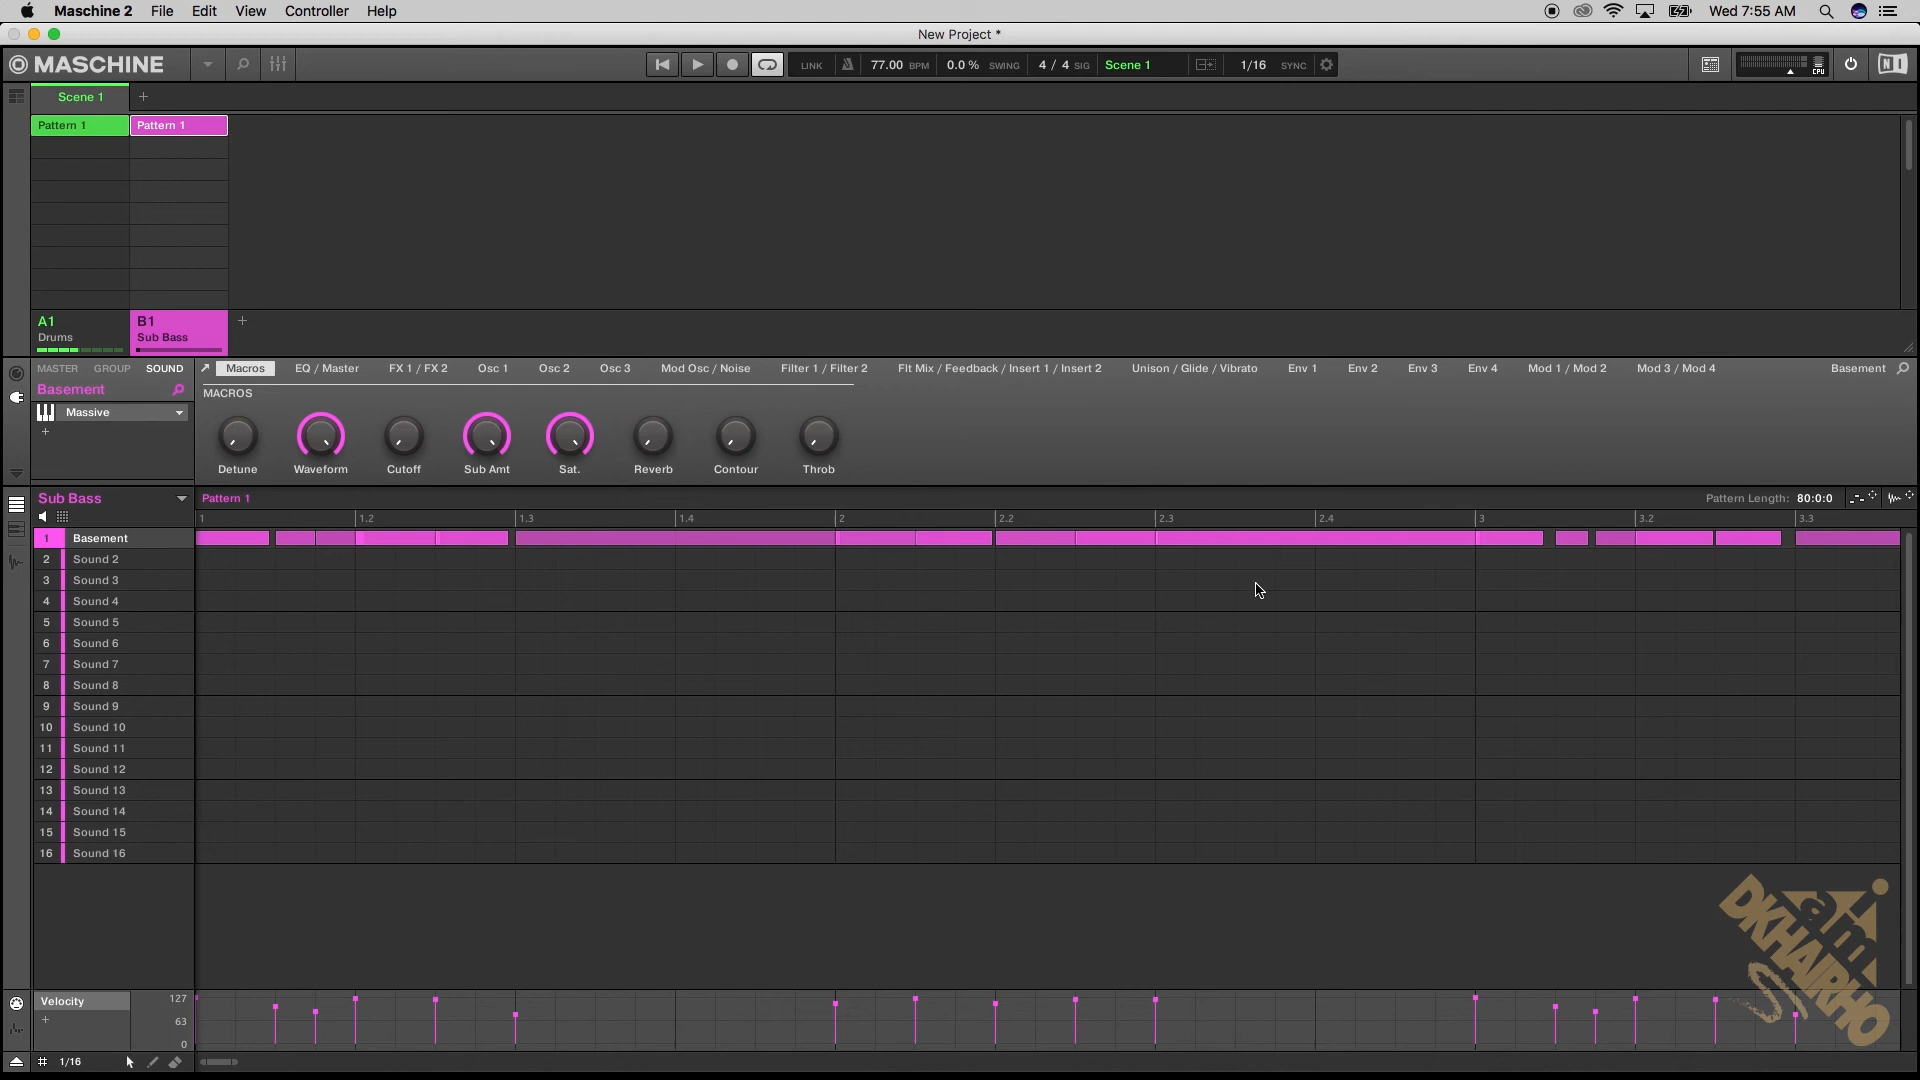 Maschine 2 File Edit View Controller Help Wed 7:55 AM
New Project *
MASCHINE LINK 77.00 BPM 0.0 % SWING 4 / 4 SIG Scene 1 1/16 SYNC CPU NI
Scene 1 +
Pattern 1 Pattern 1
A1 B1 +
Drums Sub Bass
MASTER GROUP SOUND Macros EQ / Master FX 1 / FX 2 Osc 1 Osc 2 Osc 3 Mod Osc / Noise Filter 1 / Filter 2 Flt Mix / Feedback / Insert 1 / Insert 2 Unison / Glide / Vibrato Env 1 Env 2 Env 3 Env 4 Mod 1 / Mod 2 Mod 3 / Mod 4 Basement
Basement MACROS
Massive
+
Detune Waveform Cutoff Sub Amt Sat. Reverb Contour Throb
Sub Bass Pattern 1 Pattern Length: 80:0:0
1 1.2 1.3 1.4 2 2.2 2.3 2.4 3 3.2 3.3
1 Basement
2 Sound 2
3 Sound 3
4 Sound 4
5 Sound 5
6 Sound 6
7 Sound 7
8 Sound 8
9 Sound 9
10 Sound 10
11 Sound 11
12 Sound 12
13 Sound 13
14 Sound 14
15 Sound 15
16 Sound 16
i am
DKHAIRHO
Velocity 127
+ 63
0
1/16